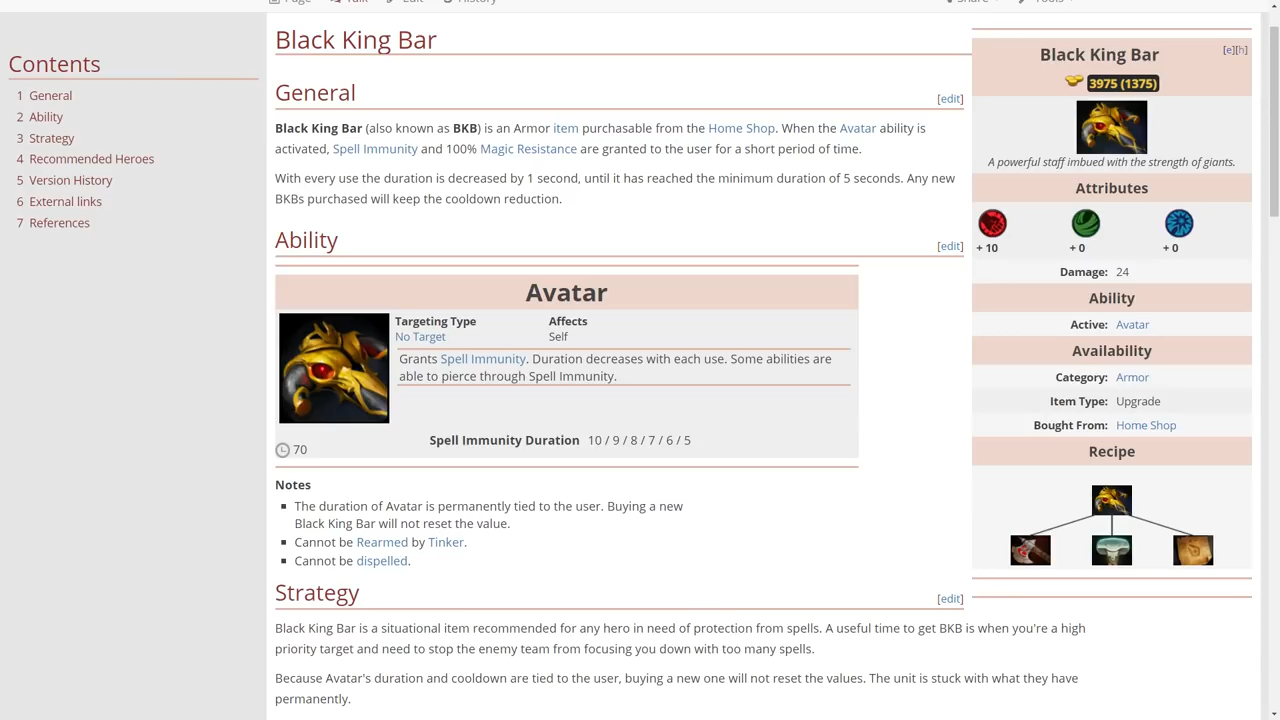 Page Talk Edit History Share Tools
Contents
1 General
2 Ability
3 Strategy
4 Recommended Heroes
5 Version History
6 External links
7 References
Black King Bar
General
[edit]
Black King Bar (also known as BKB) is an Armor item purchasable from the Home Shop. When the Avatar ability is
activated, Spell Immunity and 100% Magic Resistance are granted to the user for a short period of time.
With every use the duration is decreased by 1 second, until it has reached the minimum duration of 5 seconds. Any new
BKBs purchased will keep the cooldown reduction.
Ability
[edit]
Avatar
Targeting Type Affects
No Target Self
Grants Spell Immunity. Duration decreases with each use. Some abilities are
able to pierce through Spell Immunity.
Spell Immunity Duration 10 / 9 / 8 / 7 / 6 / 5
70
Notes
The duration of Avatar is permanently tied to the user. Buying a new
Black King Bar will not reset the value.
Cannot be Rearmed by Tinker.
Cannot be dispelled.
Strategy
[edit]
Black King Bar is a situational item recommended for any hero in need of protection from spells. A useful time to get BKB is when you're a high
priority target and need to stop the enemy team from focusing you down with too many spells.
Because Avatar's duration and cooldown are tied to the user, buying a new one will not reset the values. The unit is stuck with what they have
permanently.
Black King Bar
[e][h]
3975 (1375)
A powerful staff imbued with the strength of giants.
Attributes
+ 10 + 0 + 0
Damage: 24
Ability
Active: Avatar
Availability
Category: Armor
Item Type: Upgrade
Bought From: Home Shop
Recipe